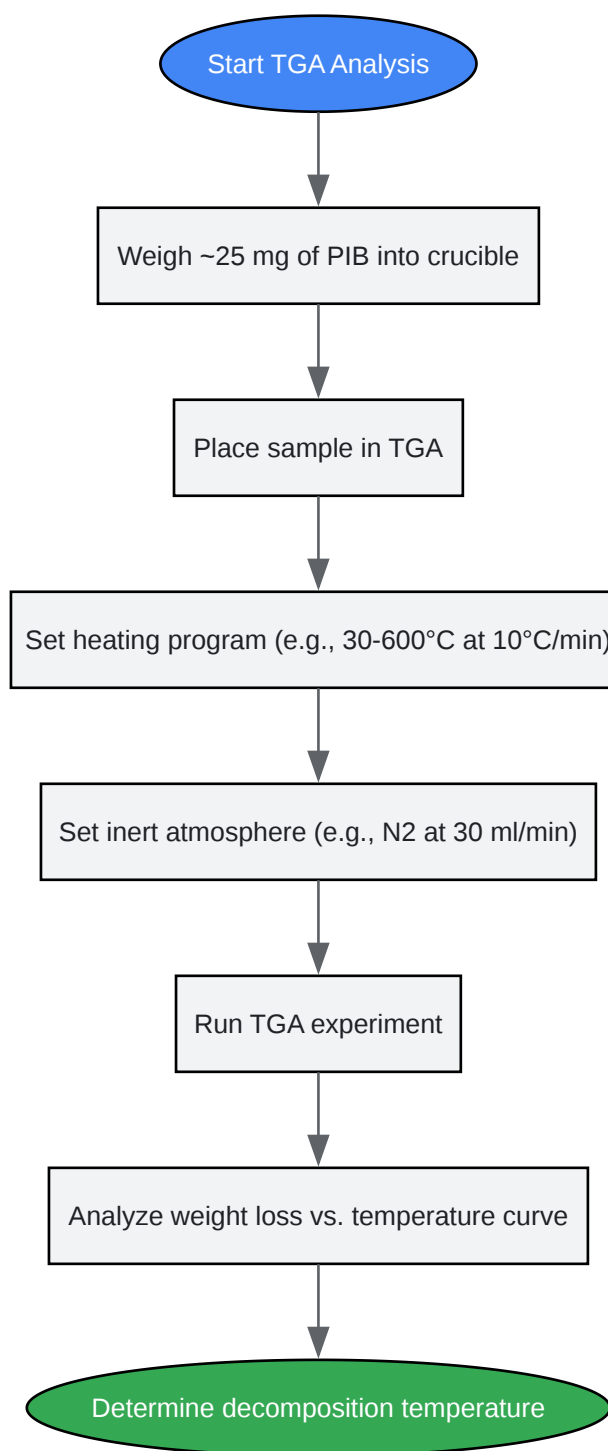 Start TGA Analysis
Weigh ~25 mg of PIB into crucible
Place sample in TGA
Set heating program (e.g., 30-600°C at 10°C/min)
Set inert atmosphere (e.g., N2 at 30 ml/min)
Run TGA experiment
Analyze weight loss vs. temperature curve
Determine decomposition temperature